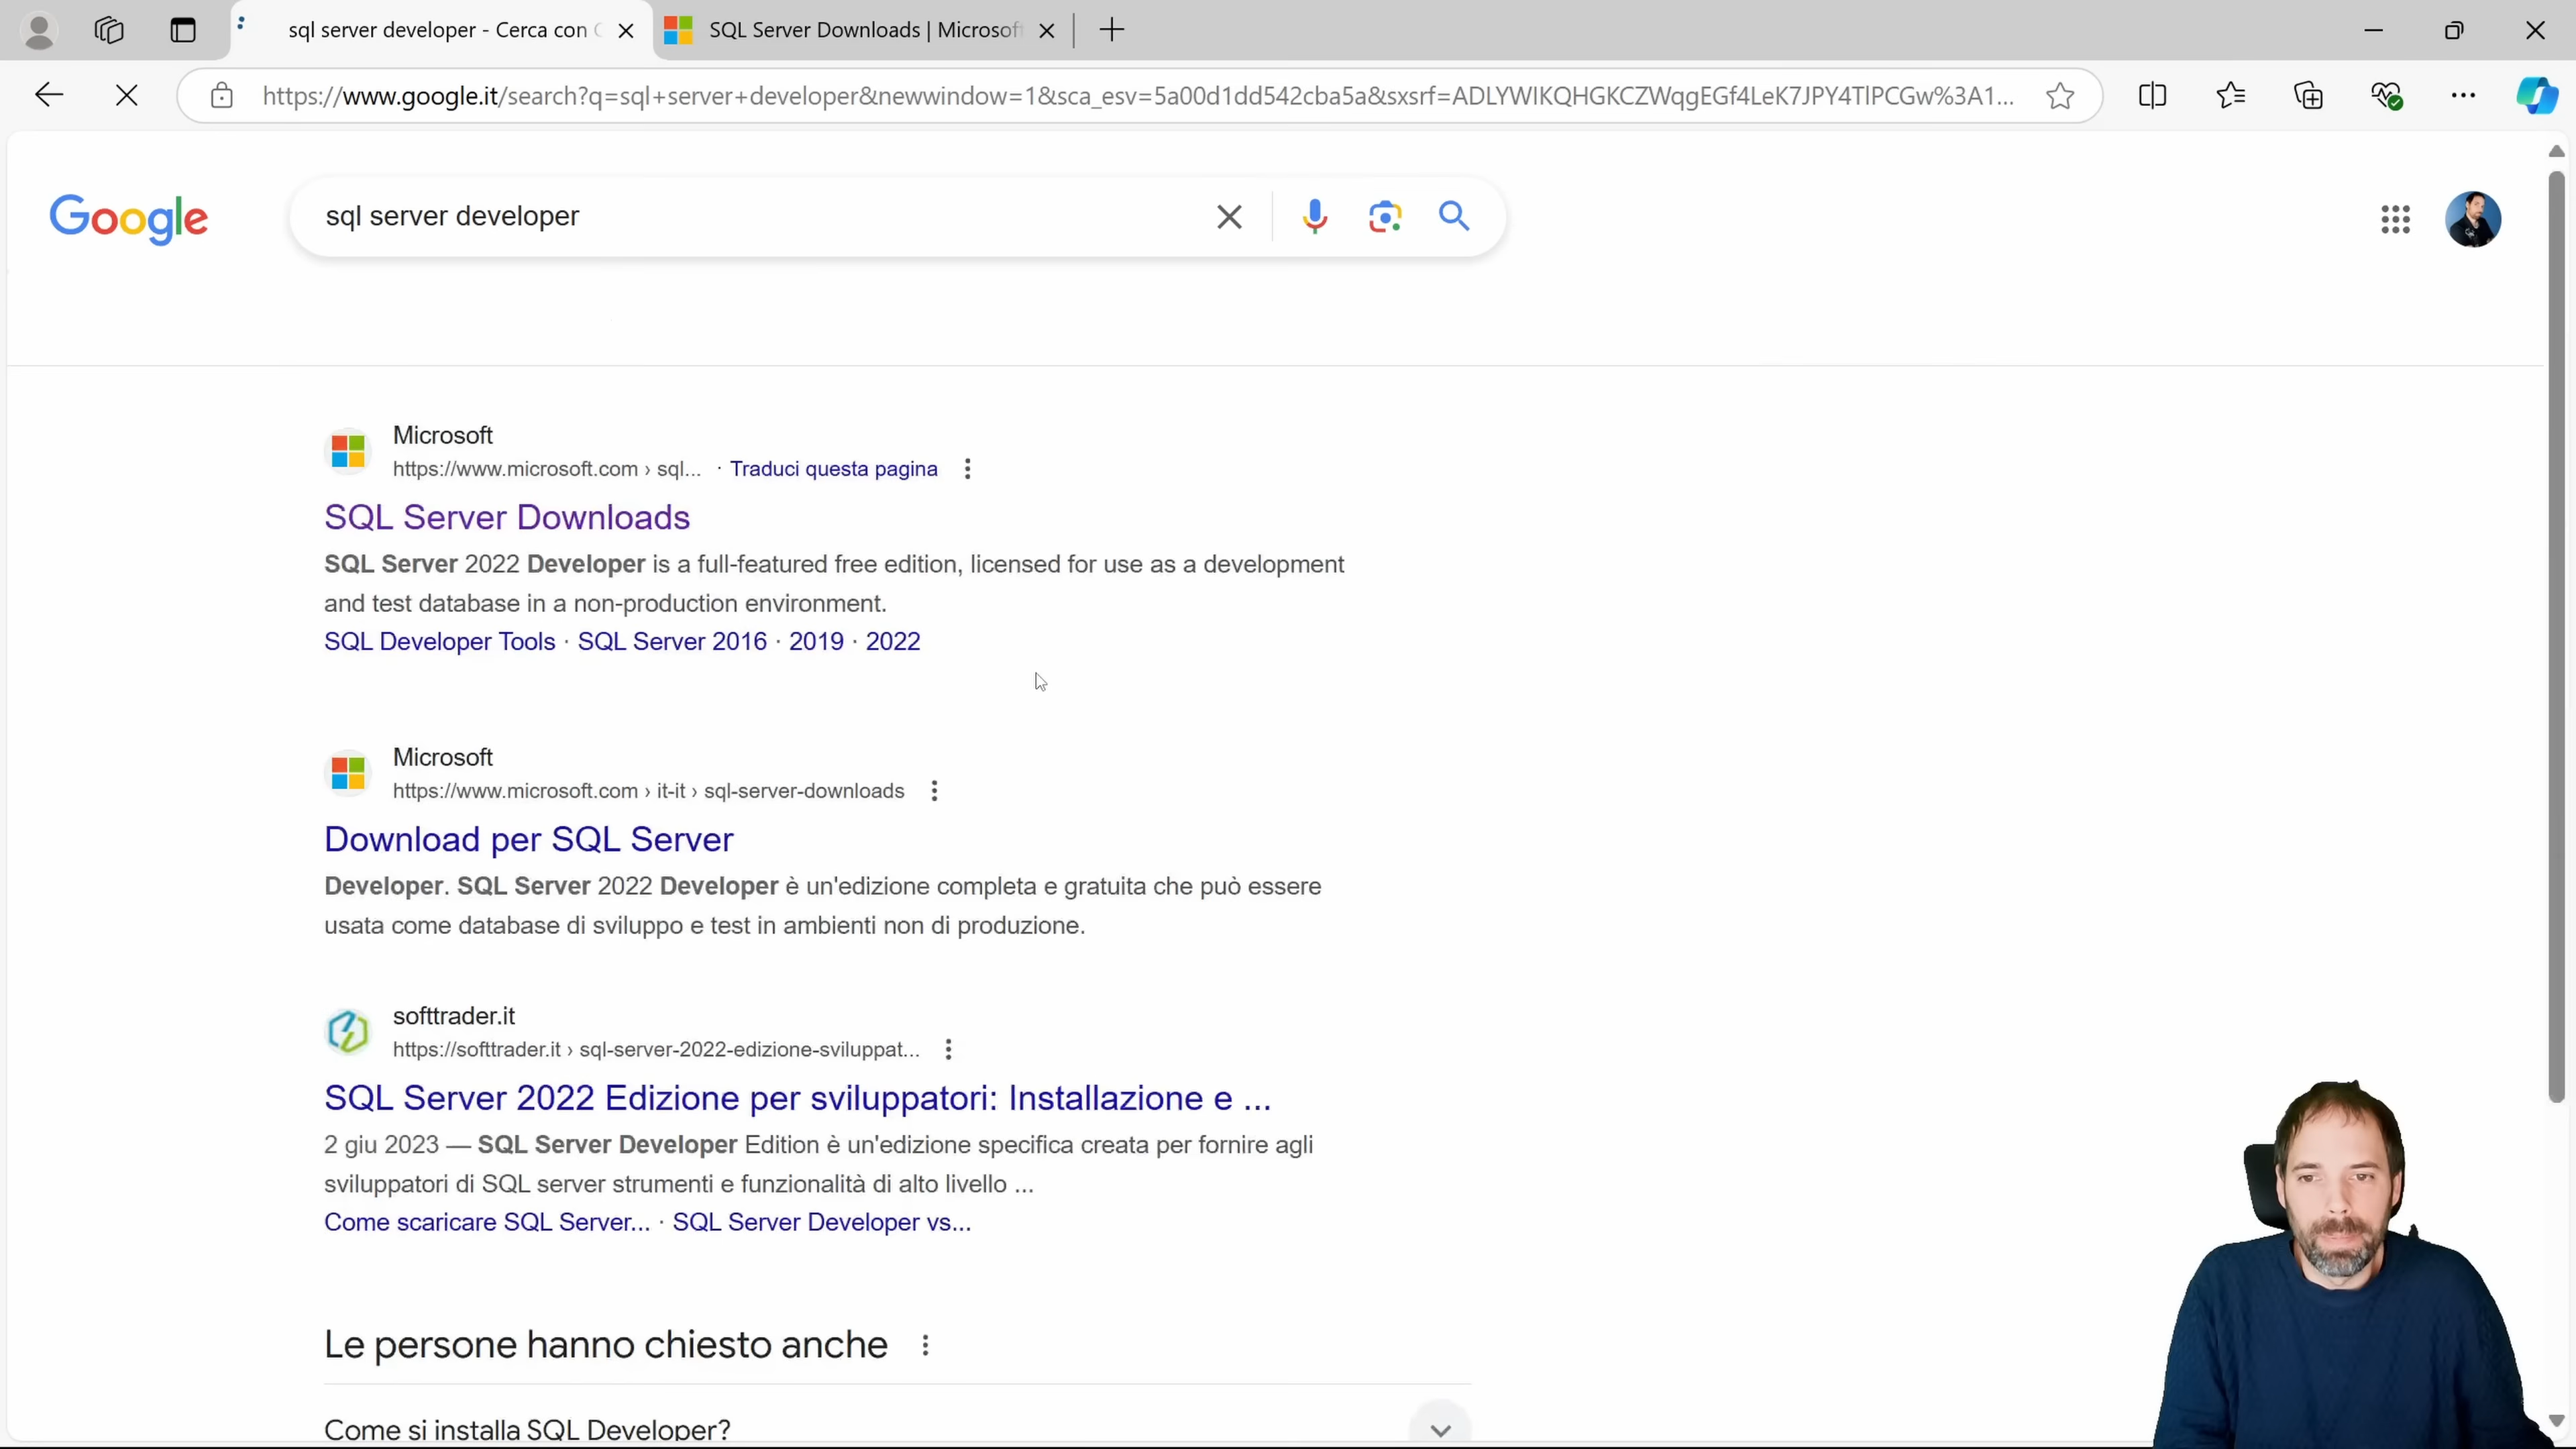 sql server developer - Cerca con
SQL Server Downloads | Microsof
https://www.google.it/search?q=sql+server+developer&newwindow=1&sca_esv=5a00d1dd542cba5a&sxsrf=ADLYWIKQHGKCZWqgEGf4LeK7JPY4TlPCGw%3A1...
Google
sql server developer
Microsoft
https://www.microsoft.com › sql... · Traduci questa pagina
SQL Server Downloads
SQL Server 2022 Developer is a full-featured free edition, licensed for use as a development
and test database in a non-production environment.
SQL Developer Tools · SQL Server 2016 · 2019 · 2022
Microsoft
https://www.microsoft.com › it-it › sql-server-downloads
Download per SQL Server
Developer. SQL Server 2022 Developer è un'edizione completa e gratuita che può essere
usata come database di sviluppo e test in ambienti non di produzione.
softtrader.it
https://softtrader.it › sql-server-2022-edizione-sviluppat...
SQL Server 2022 Edizione per sviluppatori: Installazione e ...
2 giu 2023 — SQL Server Developer Edition è un'edizione specifica creata per fornire agli
sviluppatori di SQL server strumenti e funzionalità di alto livello ...
Come scaricare SQL Server... · SQL Server Developer vs...
Le persone hanno chiesto anche
Come si installa SQL Developer?